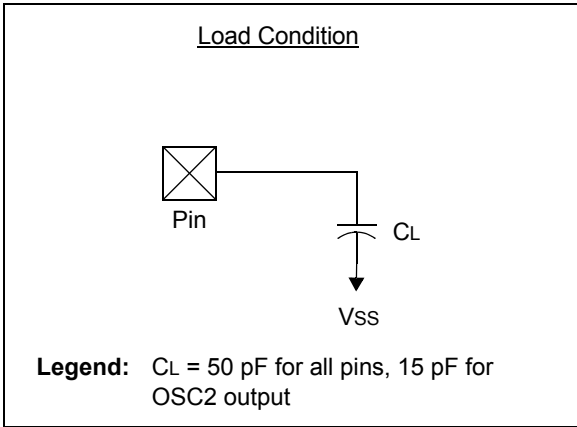 Load Condition
Pin
CL
VSS
Legend: CL = 50 pF for all pins, 15 pF for
OSC2 output